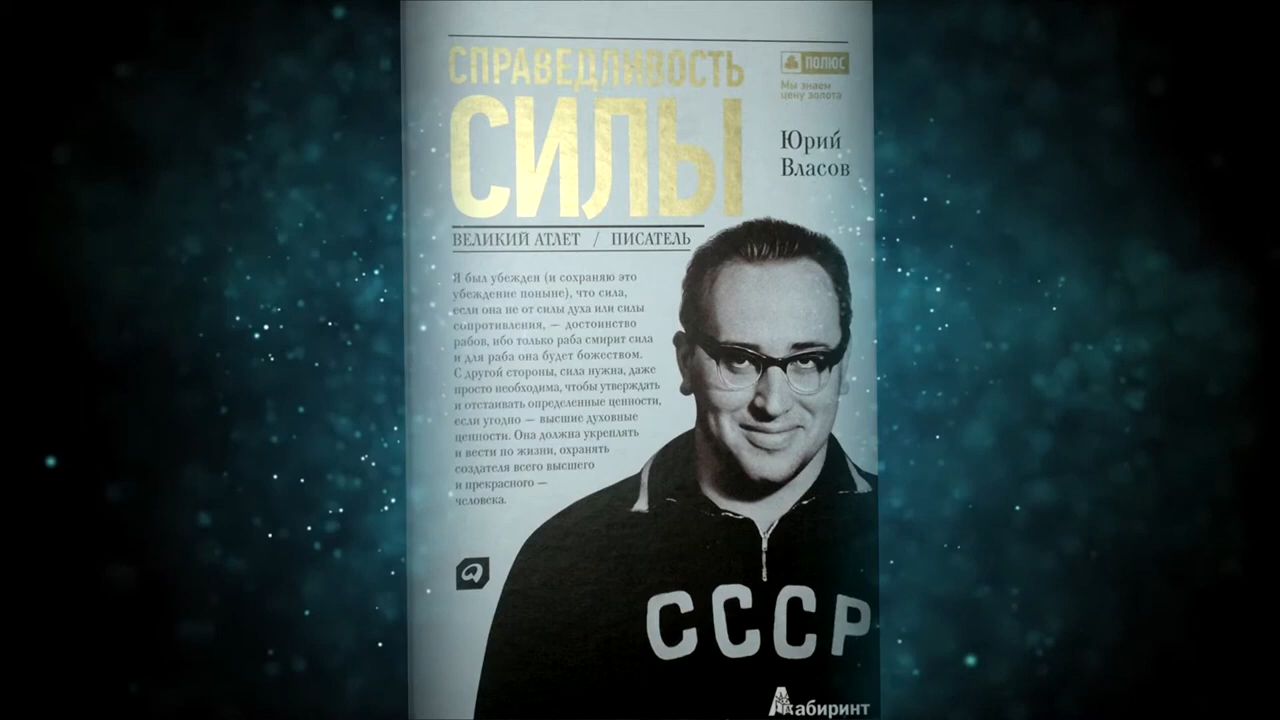 СПРАВЕДЛИВОСТЬ
СИЛЫ
ПОЛЮС
Мы знаем
цену золота
Юрий
Власов
ВЕЛИКИЙ АТЛЕТ / ПИСАТЕЛЬ
Я был убежден (и сохраняю это
убеждение поныне), что сила,
если она не от силы духа или силы
сопротивления, — достоинство
рабов, ибо только раба смирит сила
и для раба она будет божеством.
С другой стороны, сила нужна, даже
просто необходима, чтобы утверждать
и отстаивать определенные ценности,
если угодно — высшие духовные
ценности. Она должна укреплять
и вести по жизни, охранять
создателя всего высшего
и прекрасного —
человека.
СССР
Лабиринт